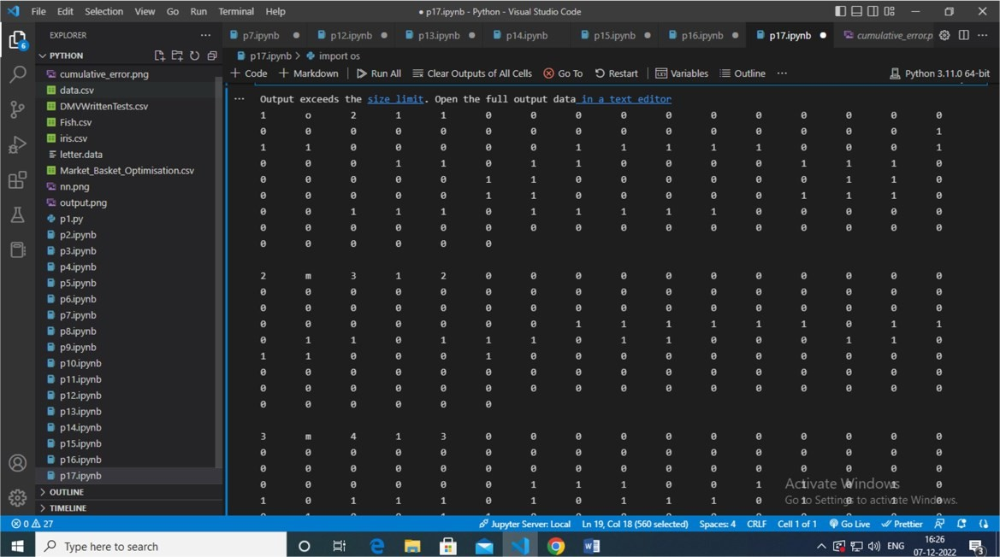 File Edit Selection View Go Run Terminal Help
● p17.ipynb - Python - Visual Studio Code
EXPLORER
PYTHON
cumulative_error.png
data.csv
DMVWrittenTests.csv
Fish.csv
iris.csv
letter.data
Market_Basket_Optimisation.csv
nn.png
output.png
p1.py
p2.ipynb
p3.ipynb
p4.ipynb
p5.ipynb
p6.ipynb
p7.ipynb
p8.ipynb
p9.ipynb
p10.ipynb
p11.ipynb
p12.ipynb
p13.ipynb
p14.ipynb
p15.ipynb
p16.ipynb
p17.ipynb
OUTLINE
TIMELINE
6
p7.ipynb ● p12.ipynb ● p13.ipynb ● p14.ipynb p15.ipynb ● p16.ipynb ● p17.ipynb ● cumulative_error.p
p17.ipynb > import os
+ Code + Markdown Run All Clear Outputs of All Cells Go To Restart Variables Outline ··· Python 3.11.0 64-bit
Output exceeds the size limit. Open the full output data in a text editor
1 o 2 1 1 0 0 0 0 0 0 0 0 0 0 0
0 0 0 0 0 0 0 0 0 0 0 0 0 0 0 1
1 1 0 0 0 0 0 1 1 1 1 1 0 0 0 1
0 0 0 1 1 0 1 1 0 0 0 0 1 1 1 0
0 0 0 0 0 1 1 0 0 0 0 0 0 1 1 0
0 0 0 0 0 1 1 0 0 0 0 0 1 1 1 0
0 0 1 1 1 0 1 1 1 1 1 0 0 0 0 0
0 0 0 0 0 0 0 0 0 0 0 0 0 0 0 0
0 0 0 0 0 0
2 m 3 1 2 0 0 0 0 0 0 0 0 0 0 0
0 0 0 0 0 0 0 0 0 0 0 0 0 0 0 0
0 0 0 0 0 0 0 0 0 0 0 0 0 0 0 0
0 0 0 0 0 0 0 1 1 1 1 1 1 0 1 1
0 1 1 0 1 1 1 0 1 1 0 0 0 1 1 0
1 1 0 0 0 1 0 0 0 0 0 0 0 0 0 0
0 0 0 0 0 0 0 0 0 0 0 0 0 0 0 0
0 0 0 0 0 0 0 0 0 0 0 0 0 0 0 0
0 0 0 0 0 0
3 m 4 1 3 0 0 0 0 0 0 0 0 0 0 0
0 0 0 0 0 0 0 0 0 0 0 0 0 0 0 0
0 0 0 0 0 0 0 0 0 0 0 0 0 0 0 0
0 0 0 0 0 0 1 1 1 0 0 1 1 0 1 0
1 0 1 1 1 0 1 0 1 1 1 0 1 0 1 0
Activate Windows
Go to Settings to activate Windows.
0 27 Jupyter Server: Local Ln 19, Col 18 (560 selected) Spaces: 4 CRLF Cell 1 of 1 Go Live Prettier
Type here to search
ENG
16:26
07-12-2022
3